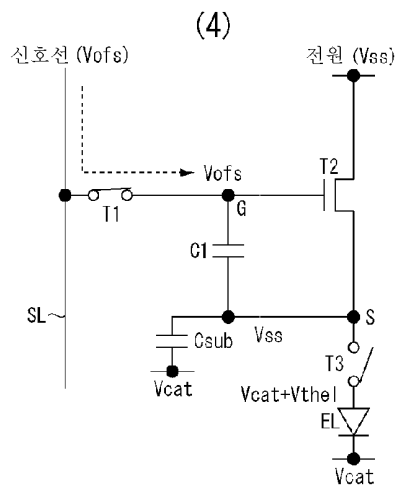 (4)
신호선 (Vofs)
전원 (Vss)
T2
Vofs
G
T1
C1
SL
S
Vss
Csub
T3
Vcat
Vcat+Vthel
EL
Vcat